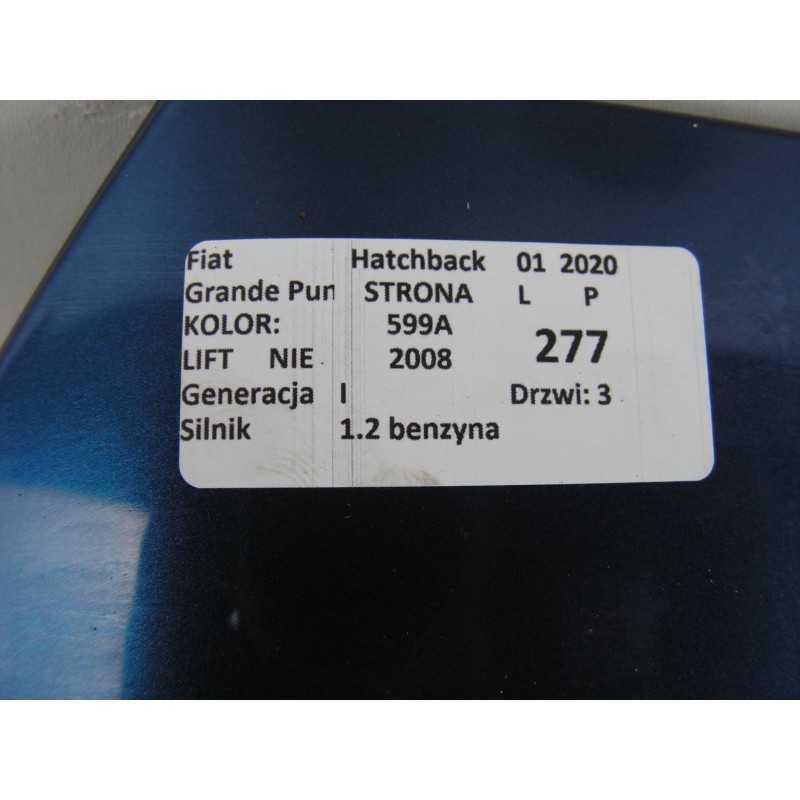 Fiat Hatchback 01 2020
Grande Pun STRONA L P
KOLOR: 599A 277
LIFT NIE 2008
Generacja I Drzwi: 3
Silnik 1.2 benzyna